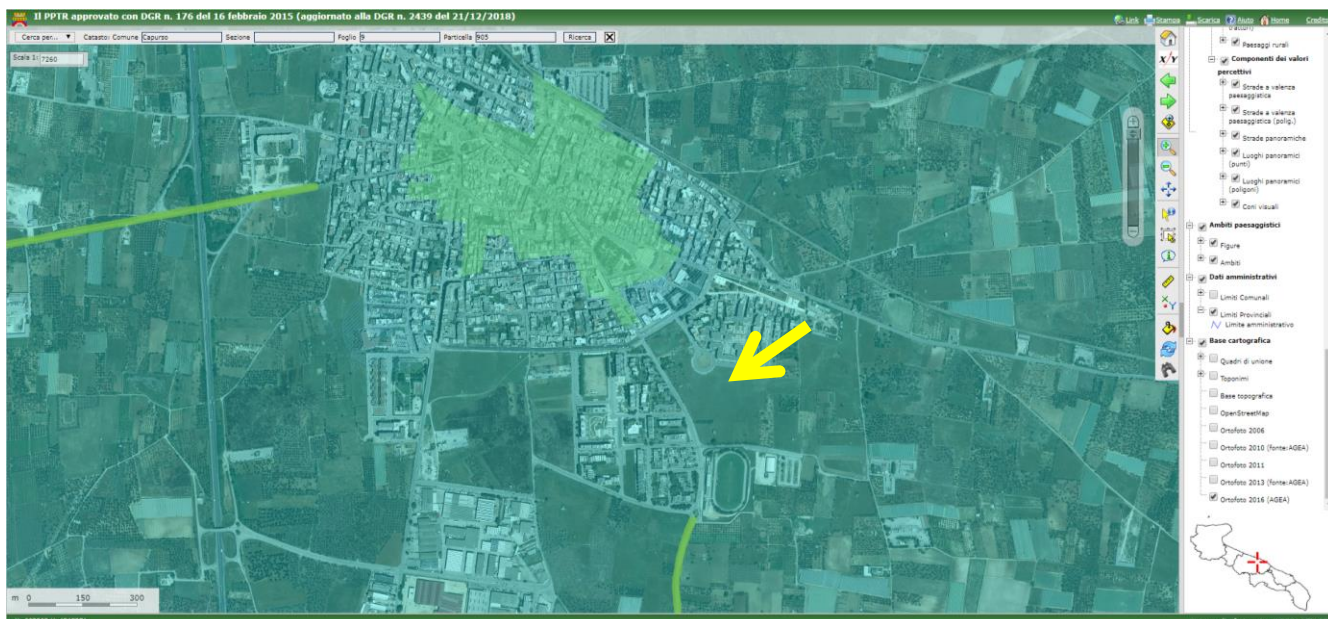 Il PPTR approvato con DGR n. 176 del 16 febbraio 2015 (aggiornato alla DGR n. 2439 del 21/12/2018)
Link Stampa Scarica Aiuto Home Credits
Cerca per... Catasto: Comune Capurso Sezione Foglio 9 Particella 905 Ricerca X
Scala 1: 7260
X/Y
Paesaggi rurali
Componenti dei valori
percettivi
Strade a valenza
paesaggistica
Strade a valenza
paesaggistica (polig.)
Strade panoramiche
Luoghi panoramici
(punti)
Luoghi panoramici
(poligoni)
Coni visuali
Ambiti paesaggistici
Figure
Ambiti
Dati amministrativi
Limiti Comunali
Limiti Provinciali
Limite amministrativo
Base cartografica
Quadri di unione
Toponimi
Base topografica
OpenStreetMap
Ortofoto 2006
Ortofoto 2010 (fonte:AGEA)
Ortofoto 2011
Ortofoto 2013 (fonte:AGEA)
Ortofoto 2016 (AGEA)
m 0 150 300